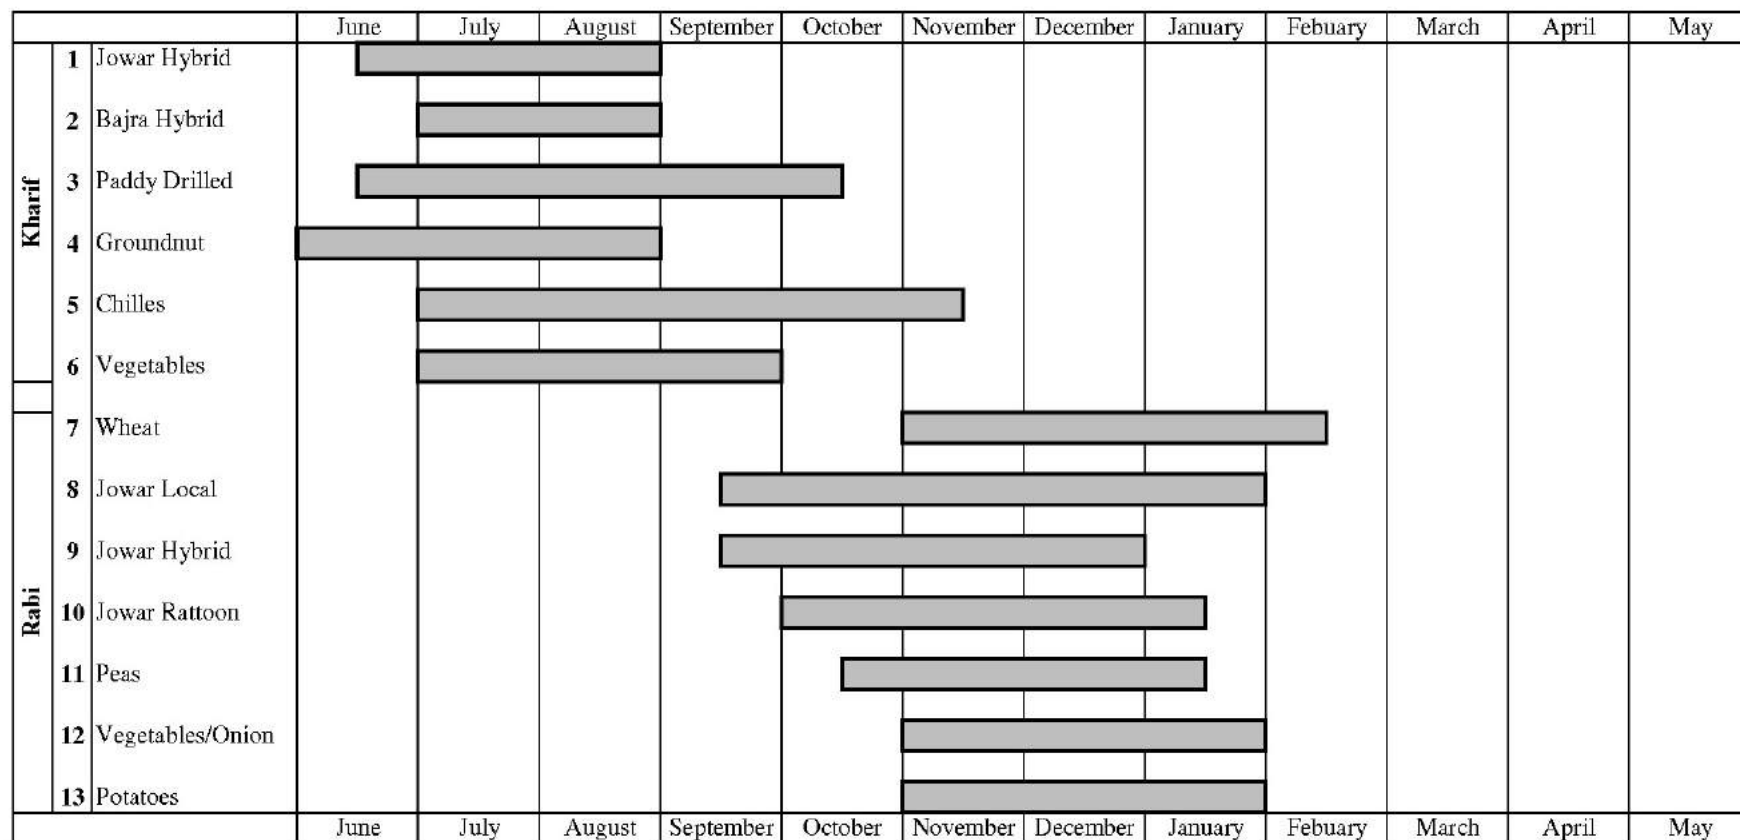 June July August September October November December January Febuary March April May
Kharif
1 Jowar Hybrid
2 Bajra Hybrid
3 Paddy Drilled
4 Groundnut
5 Chilles
6 Vegetables
Rabi
7 Wheat
8 Jowar Local
9 Jowar Hybrid
10 Jowar Rattoon
11 Peas
12 Vegetables/Onion
13 Potatoes
June July August September October November December January Febuary March April May